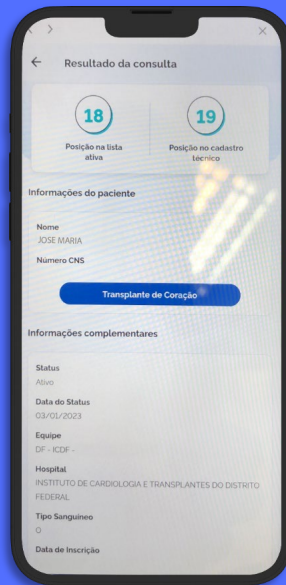 Resultado da consulta
18
Posição na lista
ativa
19
Posição no cadastro
técnico
Informações do paciente
Nome
JOSE MARIA
Número CNS
Transplante de Coração
Informações complementares
Status
Ativo
Data do Status
03/01/2023
Equipe
DF - ICDF -
Hospital
INSTITUTO DE CARDIOLOGIA E TRANSPLANTES DO DISTRITO
FEDERAL
Tipo Sanguíneo
O
Data de Inscrição